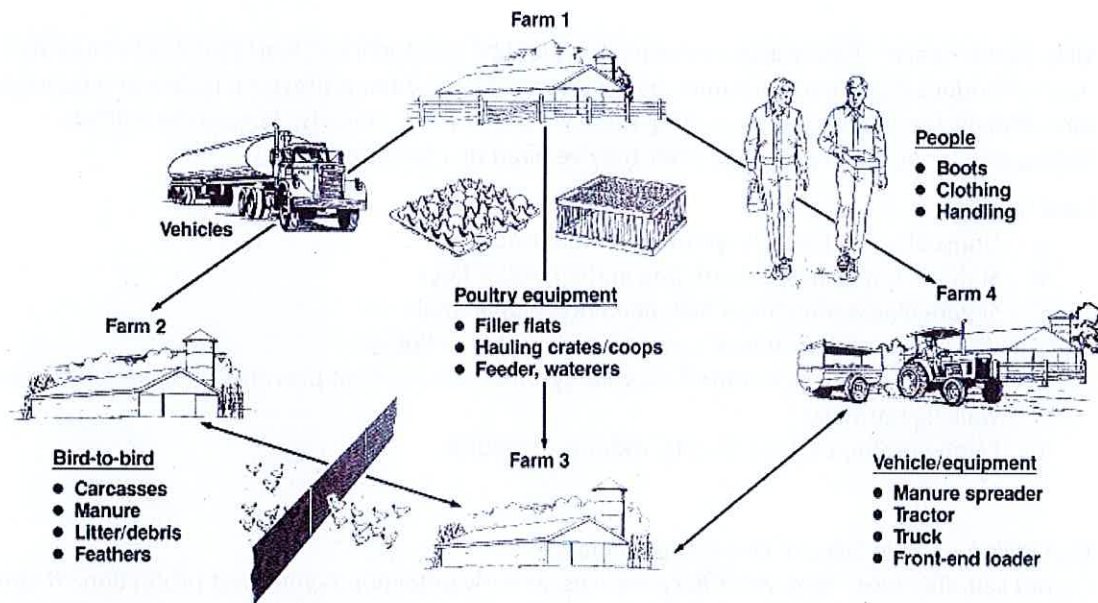 Farm 1
People
• Boots
• Clothing
• Handling
Vehicles
Poultry equipment
• Filler flats
• Hauling crates/coops
• Feeder, waterers
Farm 2
Farm 4
Bird-to-bird
• Carcasses
• Manure
• Litter/debris
• Feathers
Farm 3
Vehicle/equipment
• Manure spreader
• Tractor
• Truck
• Front-end loader